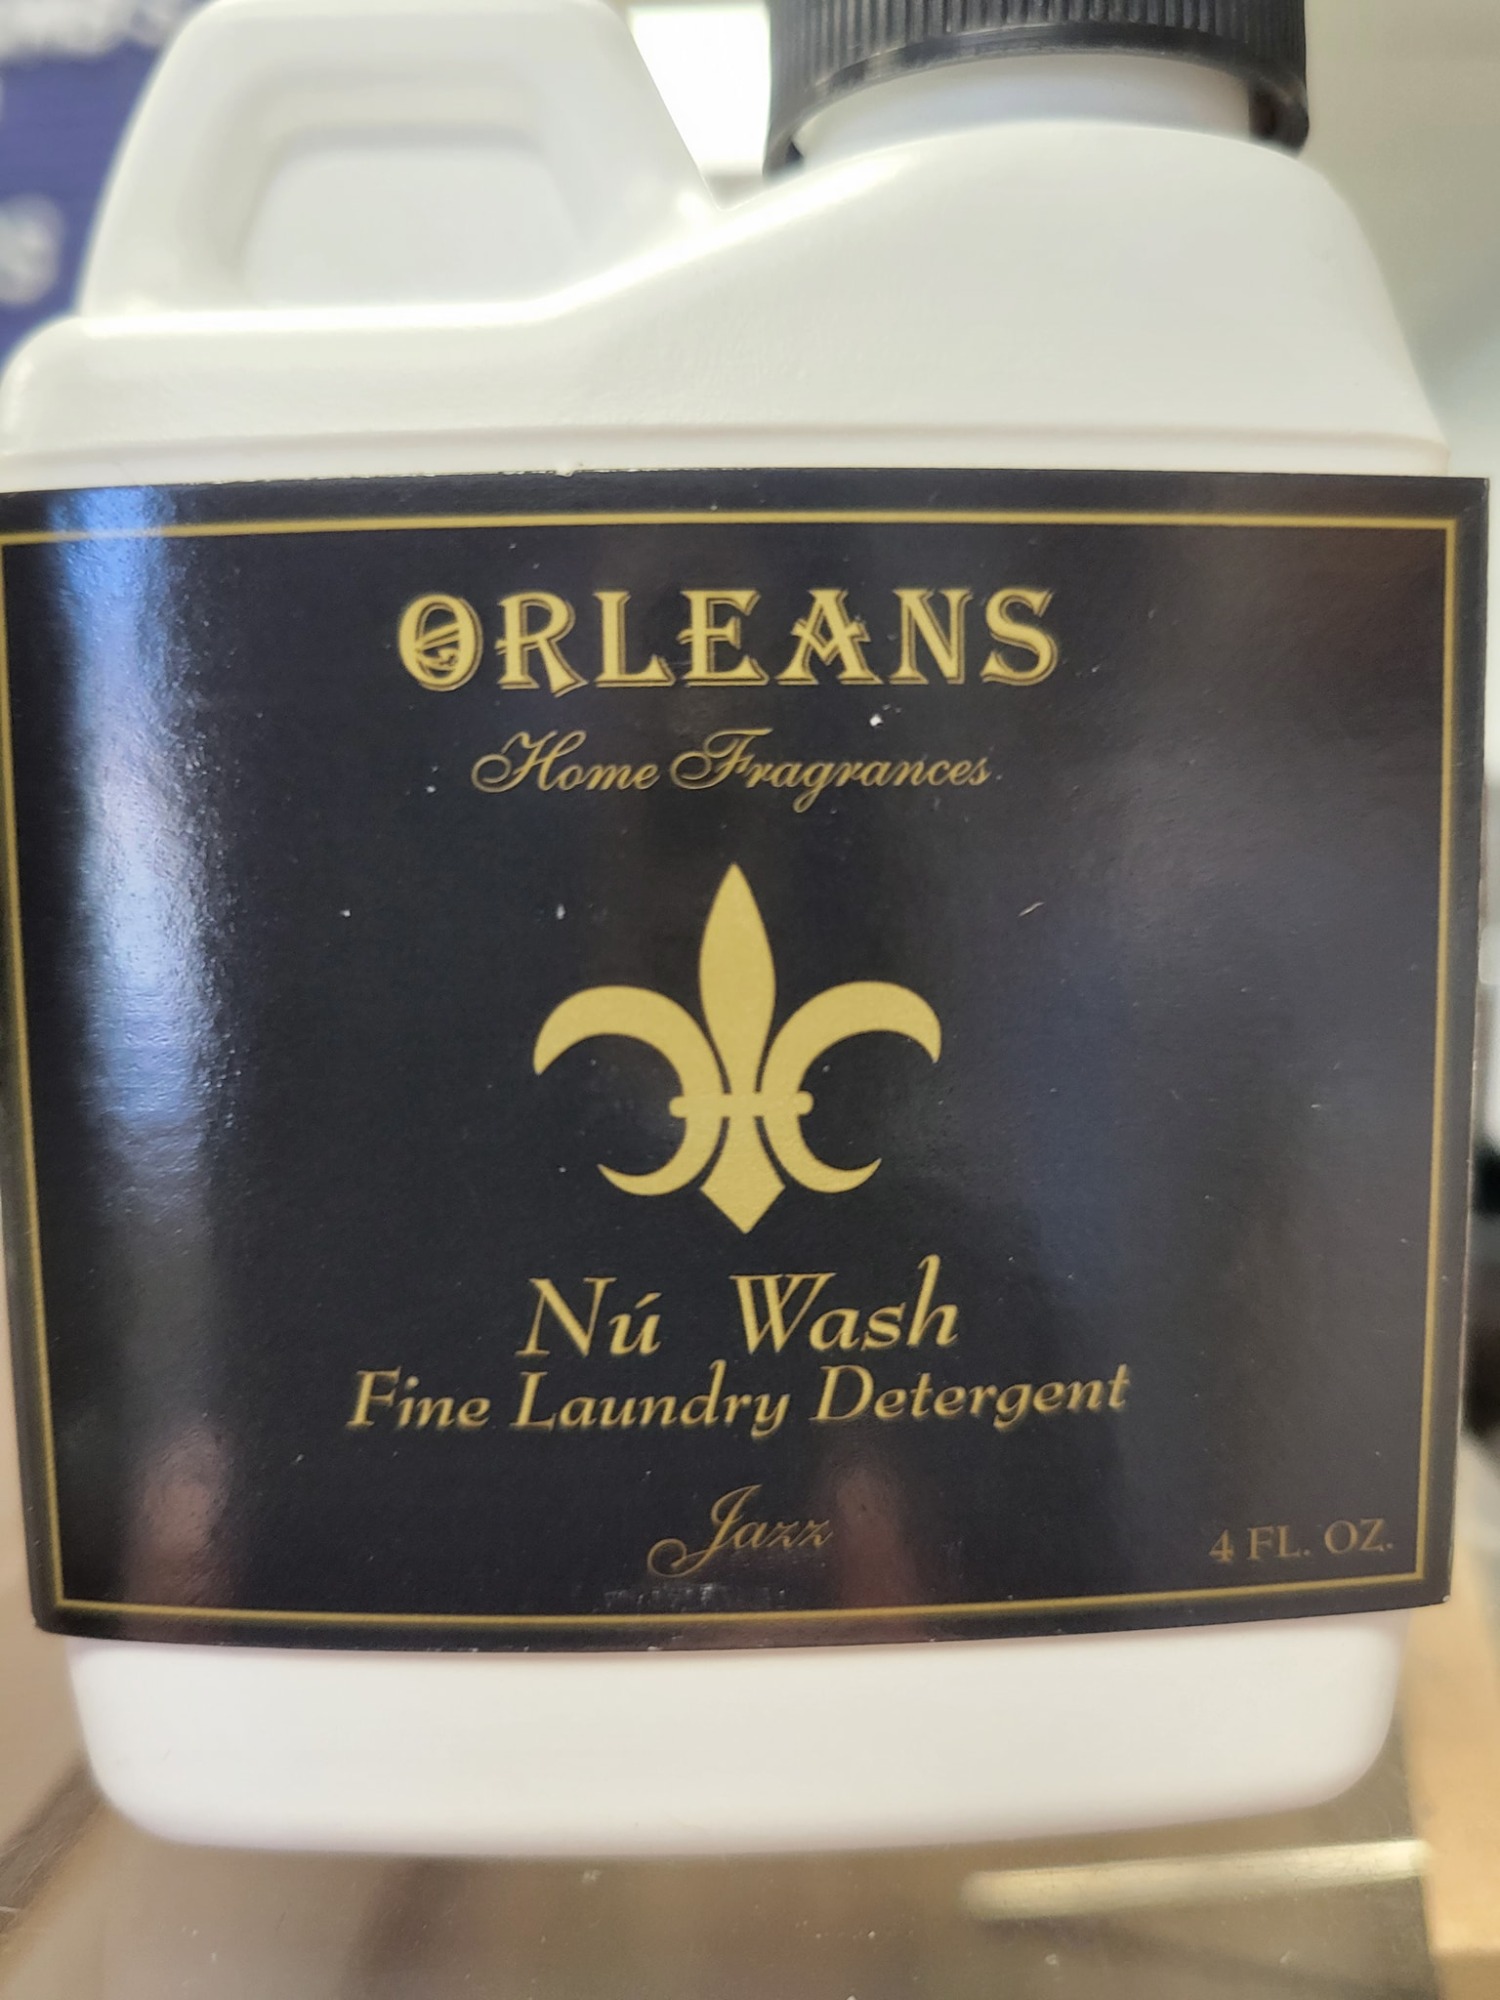 ORLEANS
Home Fragrances
Nú Wash
Fine Laundry Detergent
Jazz
4 FL. OZ.